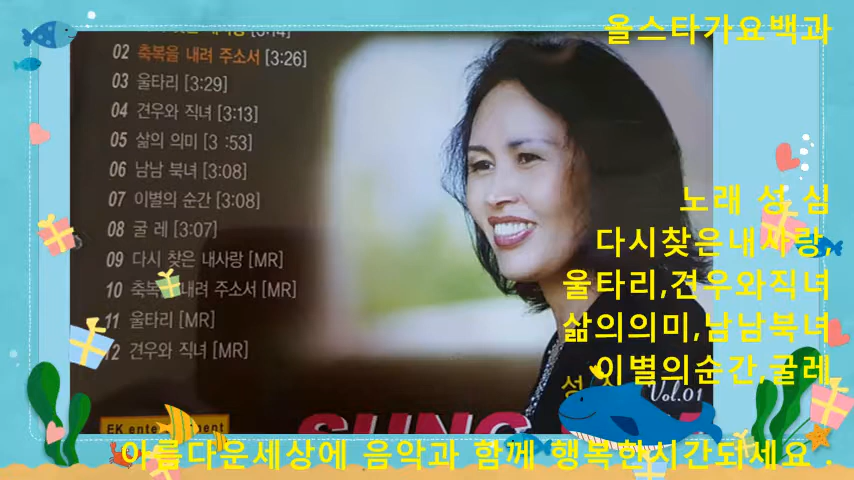 올스타가요백과
02 축복을 내려 주소서 [3:26]
03 울타리 [3:29]
04 견우와 직녀 [3:13]
05 삶의 의미 [3 :53]
06 남남 북녀 [3:08]
07 이별의 순간 [3:08]
08 굴 레 [3:07]
09 다시 찾은 내사랑 [MR]
10 축복 내려 주소서 [MR]
11 울타리 [MR]
12 견우와 직녀 [MR]
노래 성 심
다시찾은내사랑,
울타리,견우와직녀
삶의의미,남남북녀
이별의순간,굴레
성
Vol.01
EK
SUNG
아름다운세상에 음악과 함께 행복한시간되세요 .